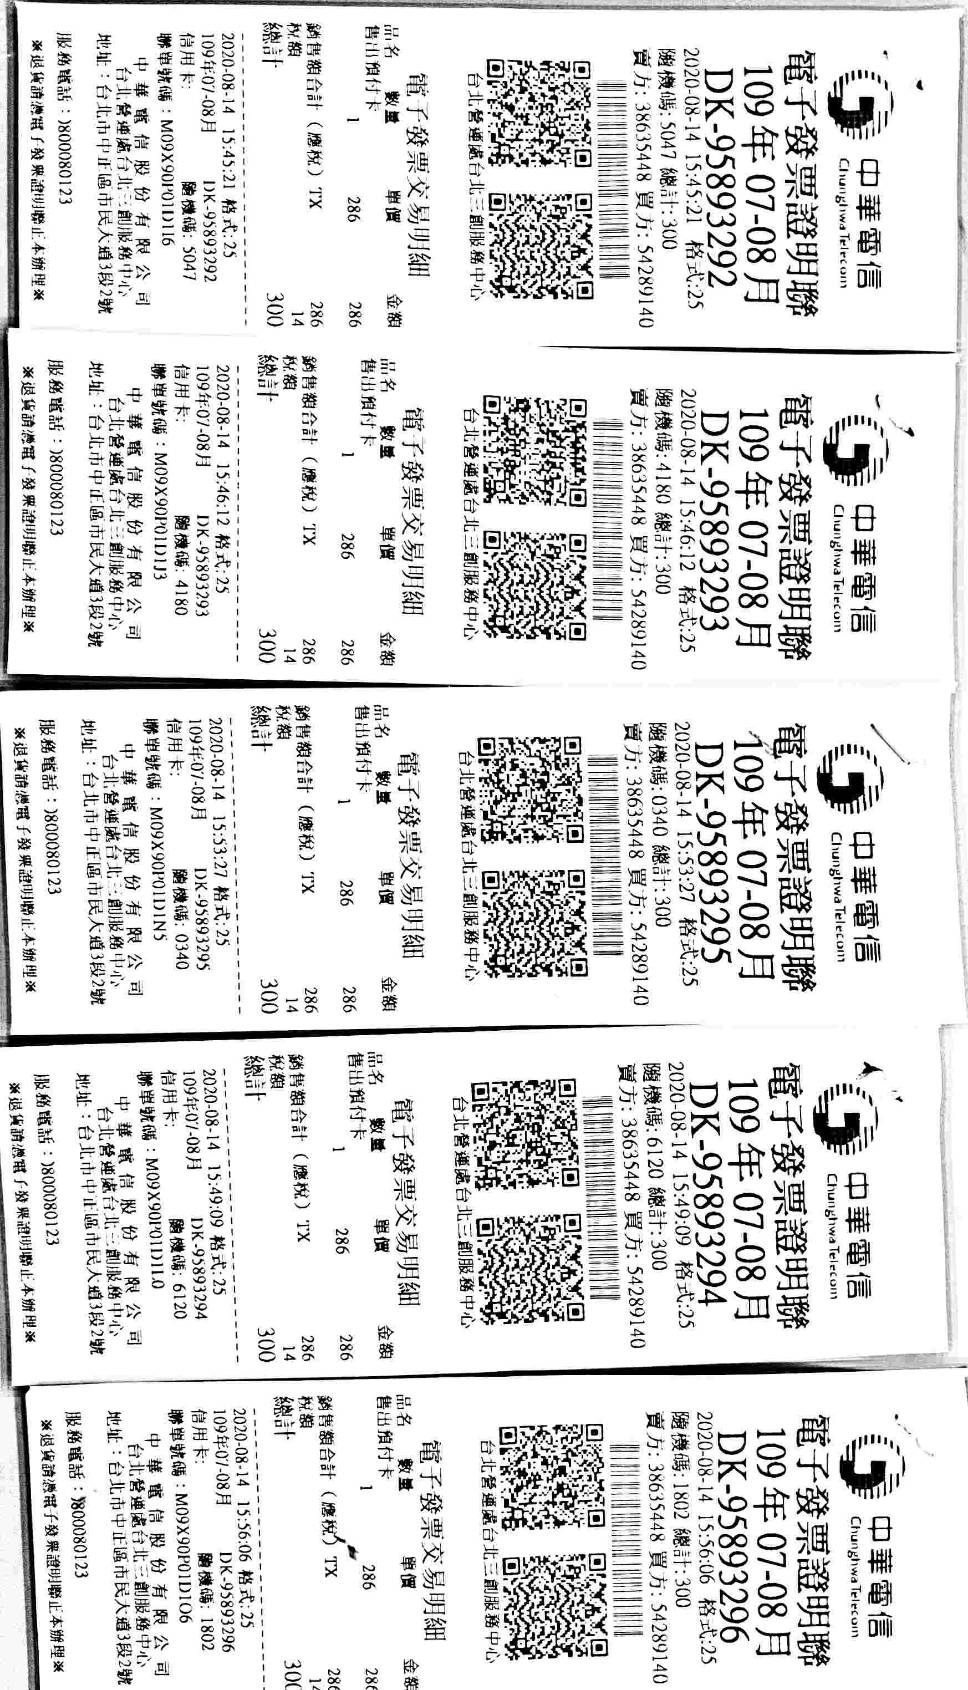 中華電信
Chunghwa Telecom
電子發票證明聯
109年07-08月
DK-95893292
2020-08-14 15:45:21 格式:25
隨機碼:5047 總計:300
賣方:38635448 買方:54289140
台北營運處台北三創服務中心
電子發票交易明細
品名 數量 單價 金額
售出預付卡 1 286 286
銷售額合計（應稅）TX 286
稅額 14
總計 300
2020-08-14 15:45:21 格式:25
109年07-08月 DK-95893292
信用卡: 隨機碼: 5047
聯單號碼：M09X90P01D1I6
中華電信股份有限公司
台北營運處台北三創服務中心
地址：台北市中正區市民大道3段2號
服務電話：)800080123
※退貨請憑電子發票證明聯正本辦理※
中華電信
Chunghwa Telecom
電子發票證明聯
109年07-08月
DK-95893293
2020-08-14 15:46:12 格式:25
隨機碼:4180 總計:300
賣方:38635448 買方:54289140
台北營運處台北三創服務中心
電子發票交易明細
品名 數量 單價 金額
售出預付卡 1 286 286
銷售額合計（應稅）TX 286
稅額 14
總計 300
2020-08-14 15:46:12 格式:25
109年07-08月 DK-95893293
信用卡: 隨機碼: 4180
聯單號碼：M09X90P01D1J3
中華電信股份有限公司
台北營運處台北三創服務中心
地址：台北市中正區市民大道3段2號
服務電話：)800080123
※退貨請憑電子發票證明聯正本辦理※
中華電信
Chunghwa Telecom
電子發票證明聯
109年07-08月
DK-95893295
2020-08-14 15:53:27 格式:25
隨機碼:0340 總計:300
賣方:38635448 買方:54289140
台北營運處台北三創服務中心
電子發票交易明細
品名 數量 單價 金額
售出預付卡 1 286 286
銷售額合計（應稅）TX 286
稅額 14
總計 300
2020-08-14 15:53:27 格式:25
109年07-08月 DK-95893295
信用卡: 隨機碼: 0340
聯單號碼：M09X90P01D1N5
中華電信股份有限公司
台北營運處台北三創服務中心
地址：台北市中正區市民大道3段2號
服務電話：)800080123
※退貨請憑電子發票證明聯正本辦理※
中華電信
Chunghwa Telecom
電子發票證明聯
109年07-08月
DK-95893294
2020-08-14 15:49:09 格式:25
隨機碼:6120 總計:300
賣方:38635448 買方:54289140
台北營運處台北三創服務中心
電子發票交易明細
品名 數量 單價 金額
售出預付卡 1 286 286
銷售額合計（應稅）TX 286
稅額 14
總計 300
2020-08-14 15:49:09 格式:25
109年07-08月 DK-95893294
信用卡: 隨機碼: 6120
聯單號碼：M09X90P01D1L0
中華電信股份有限公司
台北營運處台北三創服務中心
地址：台北市中正區市民大道3段2號
服務電話：)800080123
※退貨請憑電子發票證明聯正本辦理※
中華電信
Chunghwa Telecom
電子發票證明聯
109年07-08月
DK-95893296
2020-08-14 15:56:06 格式:25
隨機碼:1802 總計:300
賣方:38635448 買方:54289140
台北營運處台北三創服務中心
電子發票交易明細
品名 數量 單價 金額
售出預付卡 1 286 286
銷售額合計（應稅）TX 286
稅額
總計 300
2020-08-14 15:56:06 格式:25
109年07-08月 DK-95893296
信用卡: 隨機碼: 1802
聯單號碼：M09X90P01D1O6
中華電信股份有限公司
台北營運處台北三創服務中心
地址：台北市中正區市民大道3段2號
服務電話：)800080123
※退貨請憑電子發票證明聯正本辦理※